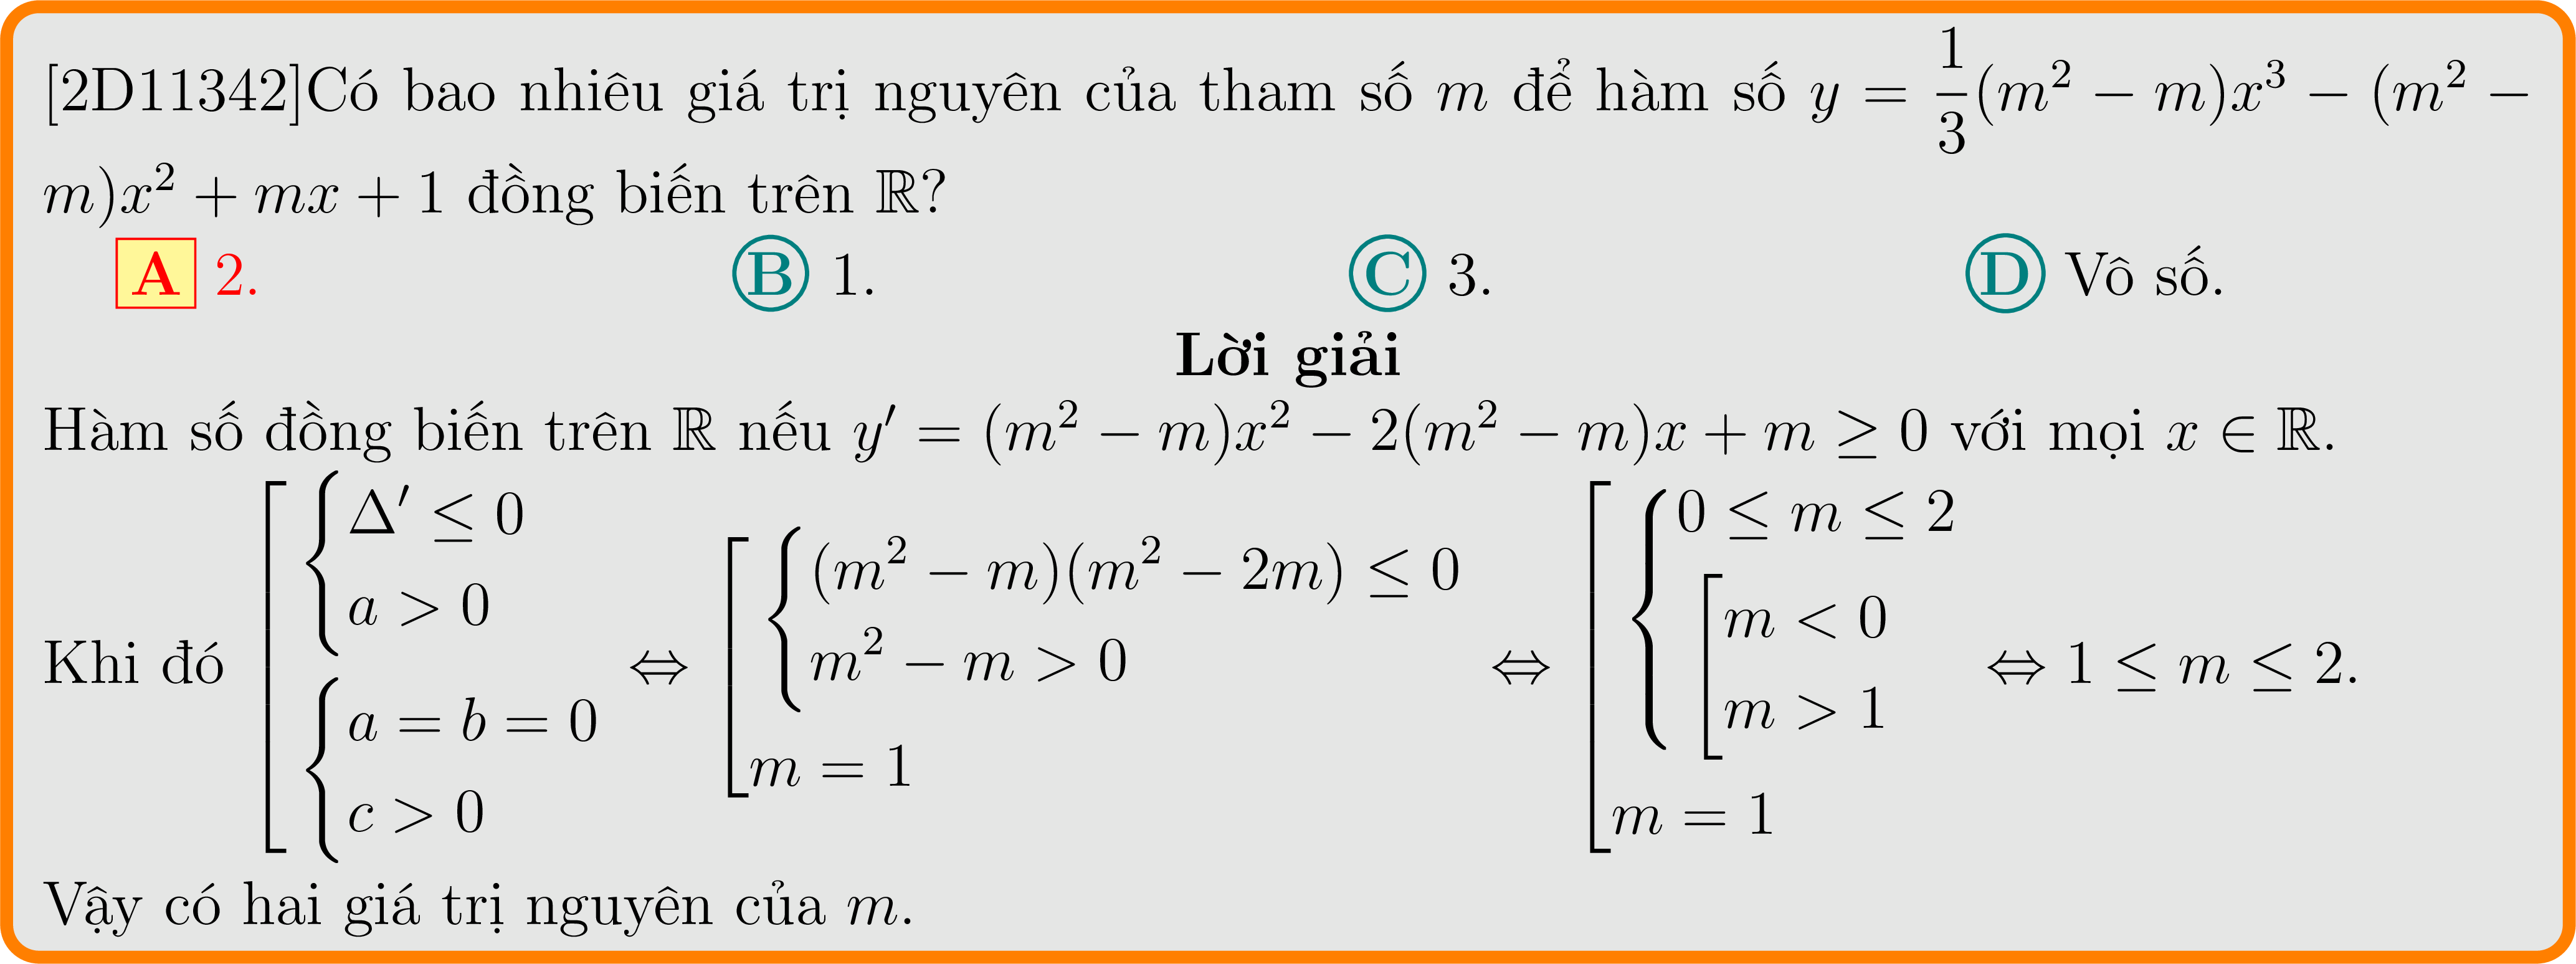 [2D11342]Có bao nhiêu giá trị nguyên của tham số $m$ để hàm số $y = \dfrac{1}{3}(m^2 - m)x^3 - (m^2 -$
$m)x^2 + mx + 1$ đồng biến trên $\mathbb{R}$?
A 2. B 1. C 3. D Vô số.
Lời giải
Hàm số đồng biến trên $\mathbb{R}$ nếu $y' = (m^2 - m)x^2 - 2(m^2 - m)x + m \geq 0$ với mọi $x \in \mathbb{R}$.
Khi đó $\left[\begin{array}{l}\begin{cases}\Delta' \leq 0\\ a > 0\end{cases}\\ \begin{cases}a = b = 0\\ c > 0\end{cases}\end{array}\right. \Leftrightarrow \left[\begin{array}{l}\begin{cases}(m^2 - m)(m^2 - 2m) \leq 0\\ m^2 - m > 0\end{cases}\\ m = 1\end{array}\right. \Leftrightarrow \left[\begin{array}{l}\begin{cases}0 \leq m \leq 2\\ \left[\begin{array}{l}m < 0\\ m > 1\end{array}\right.\end{cases}\\ m = 1\end{array}\right. \Leftrightarrow 1 \leq m \leq 2.$
Vậy có hai giá trị nguyên của $m$.